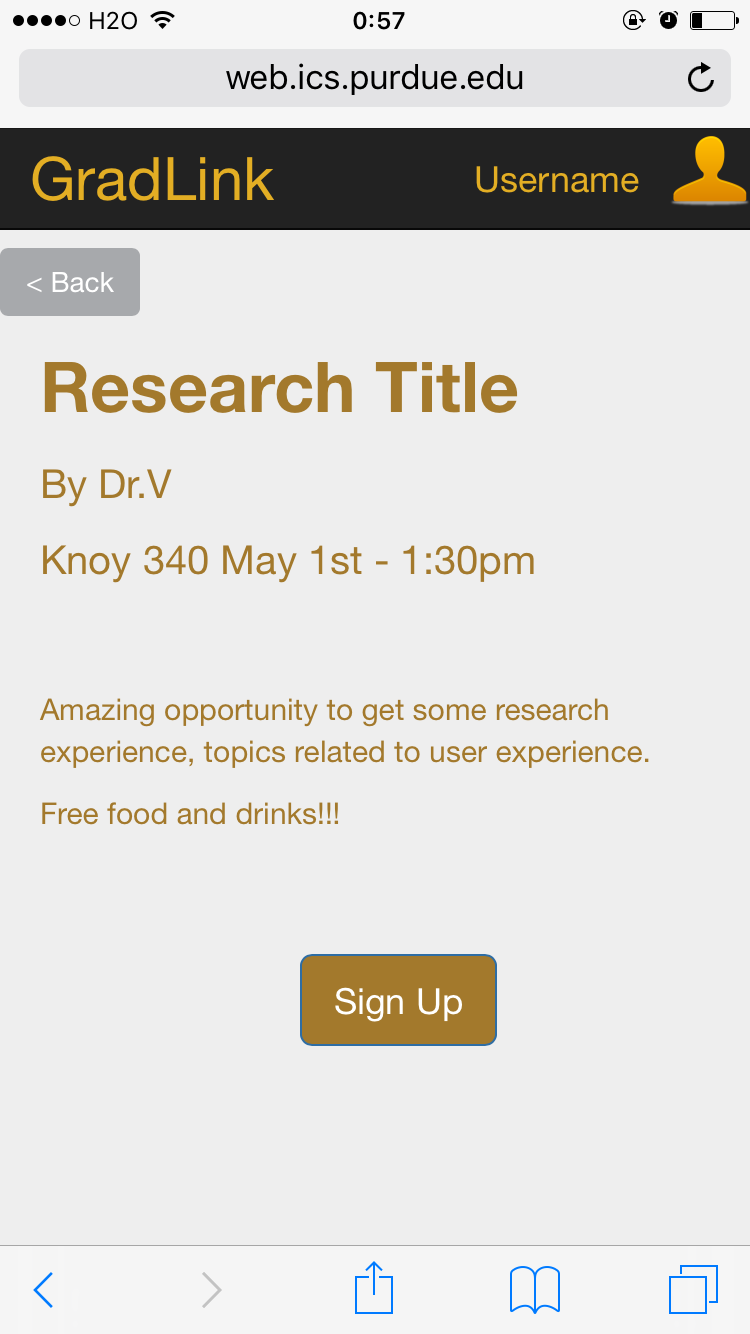 H2O 0:57
web.ics.purdue.edu
GradLink Username
< Back
Research Title
By Dr.V
Knoy 340 May 1st - 1:30pm
Amazing opportunity to get some research
experience, topics related to user experience.
Free food and drinks!!!
Sign Up